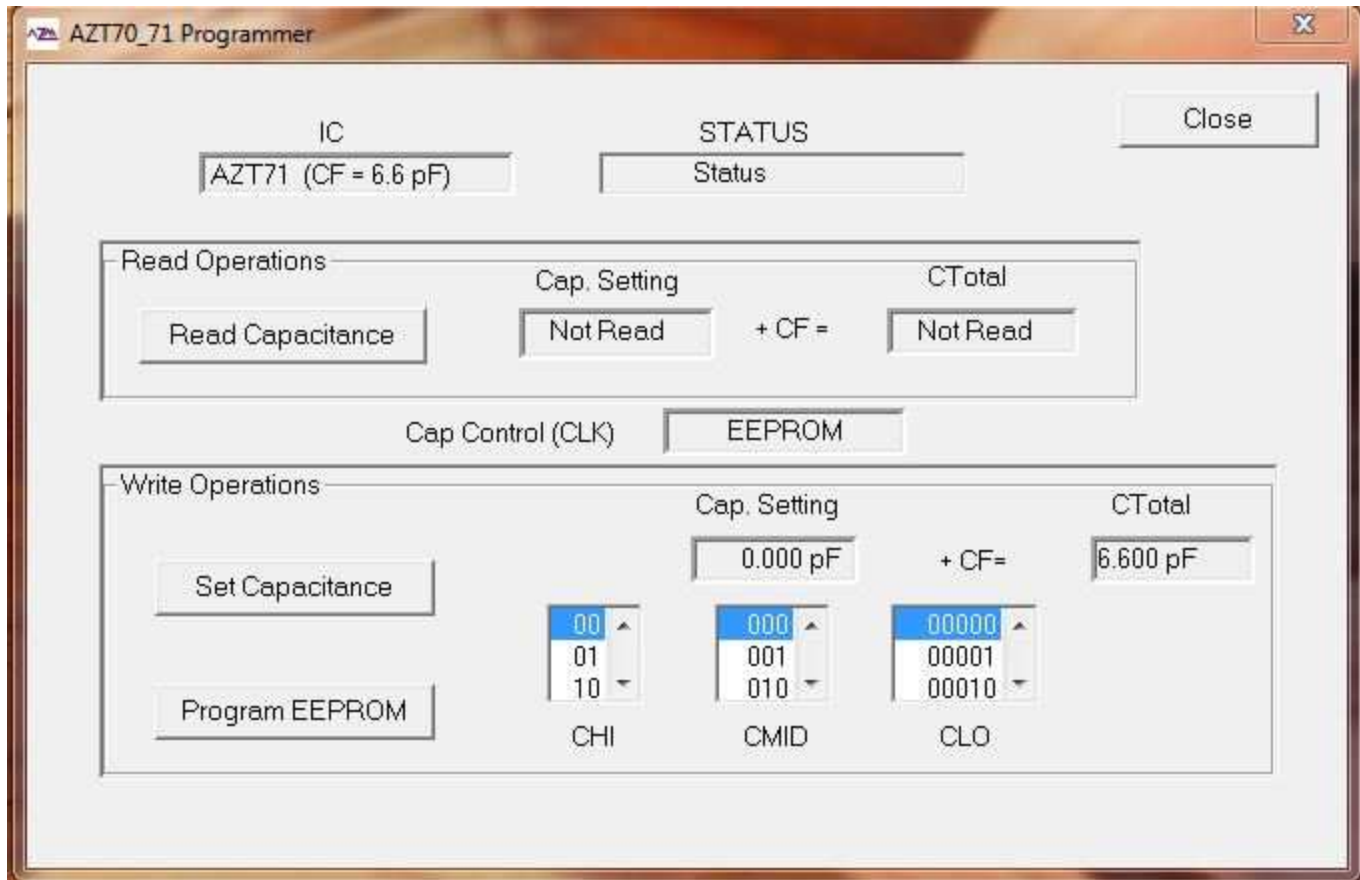 AZT70_71 Programmer
Close
IC STATUS
AZT71 (CF = 6.6 pF) Status
Read Operations
Cap. Setting CTotal
Read Capacitance Not Read + CF = Not Read
Cap Control (CLK) EEPROM
Write Operations
Cap. Setting CTotal
0.000 pF + CF= 6.600 pF
Set Capacitance
00 000 00000
01 001 00001
10 010 00010
Program EEPROM
CHI CMID CLO